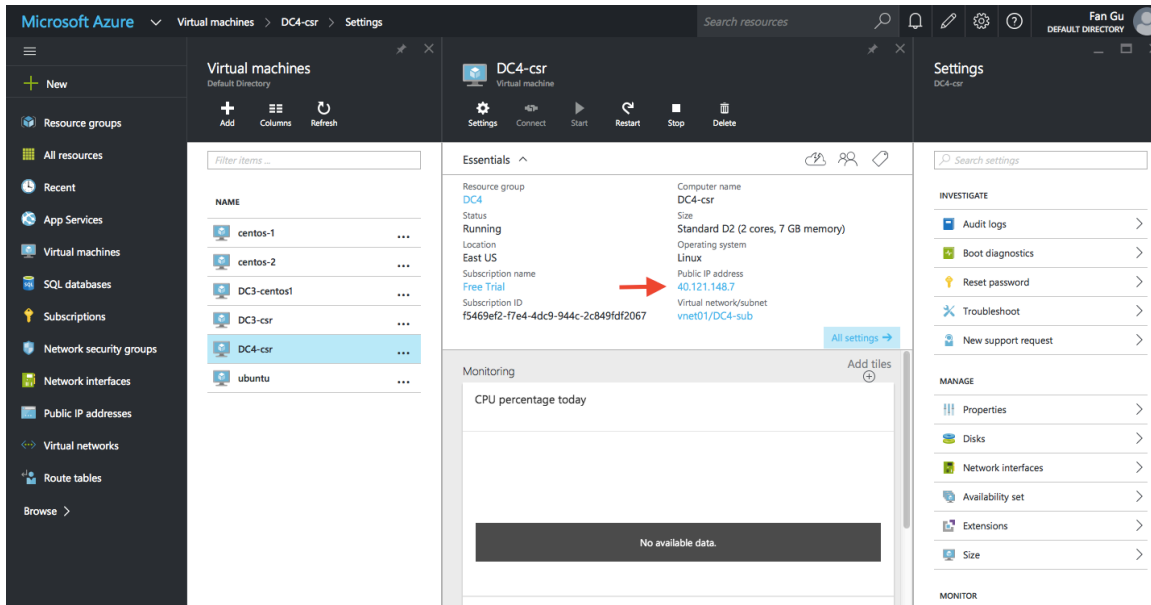 Microsoft Azure
Virtual machines > DC4-csr > Settings
Search resources
Fan Gu
DEFAULT DIRECTORY
New
Resource groups
All resources
Recent
App Services
Virtual machines
SQL databases
Subscriptions
Network security groups
Network interfaces
Public IP addresses
Virtual networks
Route tables
Browse >
Virtual machines
Default Directory
Add Columns Refresh
Filter items ...
NAME
centos-1 ...
centos-2 ...
DC3-centos1 ...
DC3-csr ...
DC4-csr ...
ubuntu ...
DC4-csr
Virtual machine
Settings Connect Start Restart Stop Delete
Essentials
Resource group
DC4
Status
Running
Location
East US
Subscription name
Free Trial
Subscription ID
f5469ef2-f7e4-4dc9-944c-2c849fdf2067
Computer name
DC4-csr
Size
Standard D2 (2 cores, 7 GB memory)
Operating system
Linux
Public IP address
40.121.148.7
Virtual network/subnet
vnet01/DC4-sub
All settings →
Monitoring
Add tiles
CPU percentage today
No available data.
Settings
DC4-csr
Search settings
INVESTIGATE
Audit logs
Boot diagnostics
Reset password
Troubleshoot
New support request
MANAGE
Properties
Disks
Network interfaces
Availability set
Extensions
Size
MONITOR